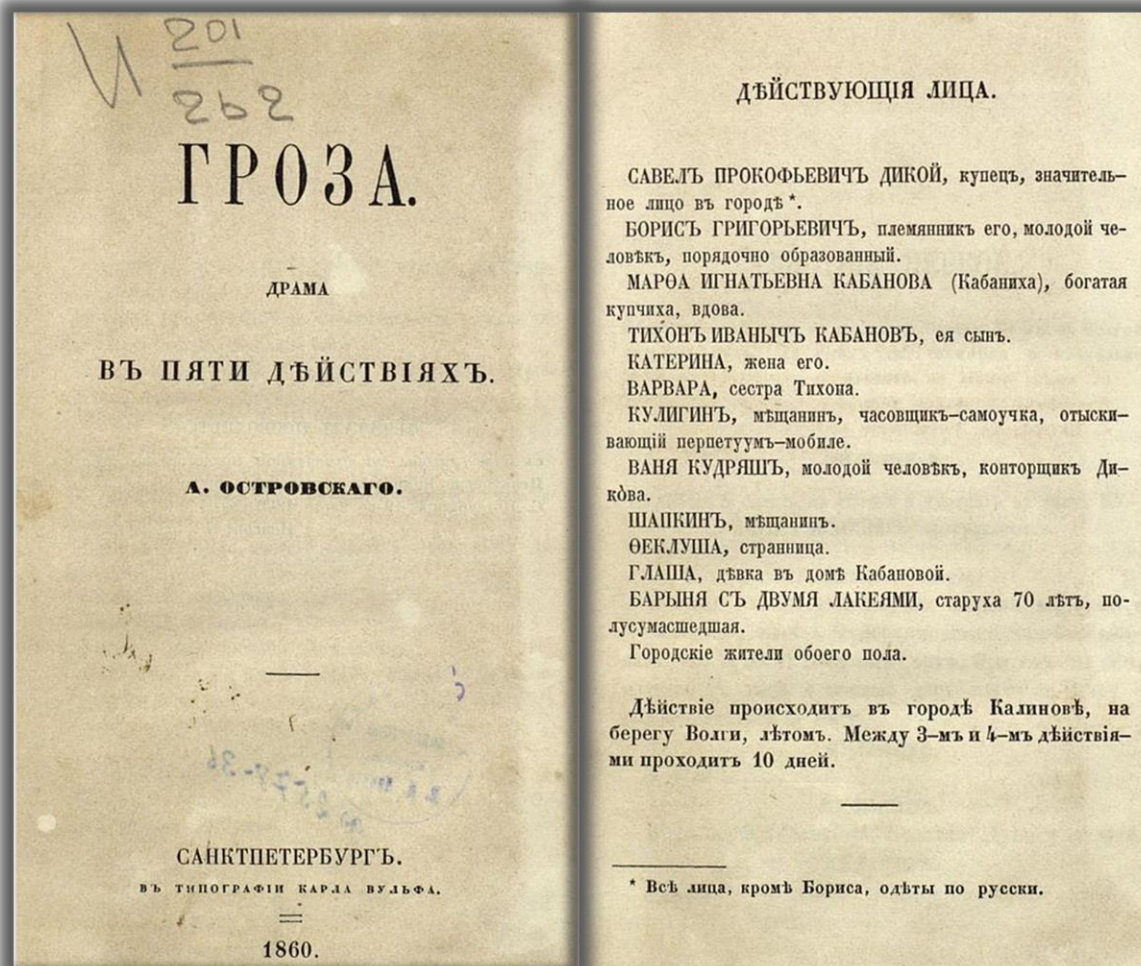 И 201
262
ГРОЗА.
ДРАМА
ВЪ ПЯТИ ДѢЙСТВІЯХЪ.
А. ОСТРОВСКАГО.
САНКТПЕТЕРБУРГЪ.
ВЪ ТИПОГРАФІИ КАРЛА ВУЛЬФА.
1860.
ДѢЙСТВУЮЩІЯ ЛИЦА.
САВЕЛЪ ПРОКОФЬЕВИЧЪ ДИКОЙ, купецъ, значитель-
ное лицо въ городѣ *.
БОРИСЪ ГРИГОРЬЕВИЧЪ, племянникъ его, молодой че-
ловѣкъ, порядочно образованный.
МАРѲА ИГНАТЬЕВНА КАБАНОВА (Кабаниха), богатая
купчиха, вдова.
ТИХОНЪ ИВАНЫЧЪ КАБАНОВЪ, ея сынъ.
КАТЕРИНА, жена его.
ВАРВАРА, сестра Тихона.
КУЛИГИНЪ, мѣщанинъ, часовщикъ-самоучка, отыски-
вающій перпетуумъ-мобиле.
ВАНЯ КУДРЯШЪ, молодой человѣкъ, конторщикъ Ди-
кова.
ШАПКИНЪ, мѣщанинъ.
ѲЕКЛУША, странница.
ГЛАША, дѣвка въ домѣ Кабановой.
БАРЫНЯ СЪ ДВУМЯ ЛАКЕЯМИ, старуха 70 лѣтъ, по-
лусумасшедшая.
Городскіе жители обоего пола.
Дѣйствіе происходитъ въ городѣ Калиновѣ, на
берегу Волги, лѣтомъ. Между 3-мъ и 4-мъ дѣйствія-
ми проходитъ 10 дней.
* Всѣ лица, кромѣ Бориса, одѣты по русски.